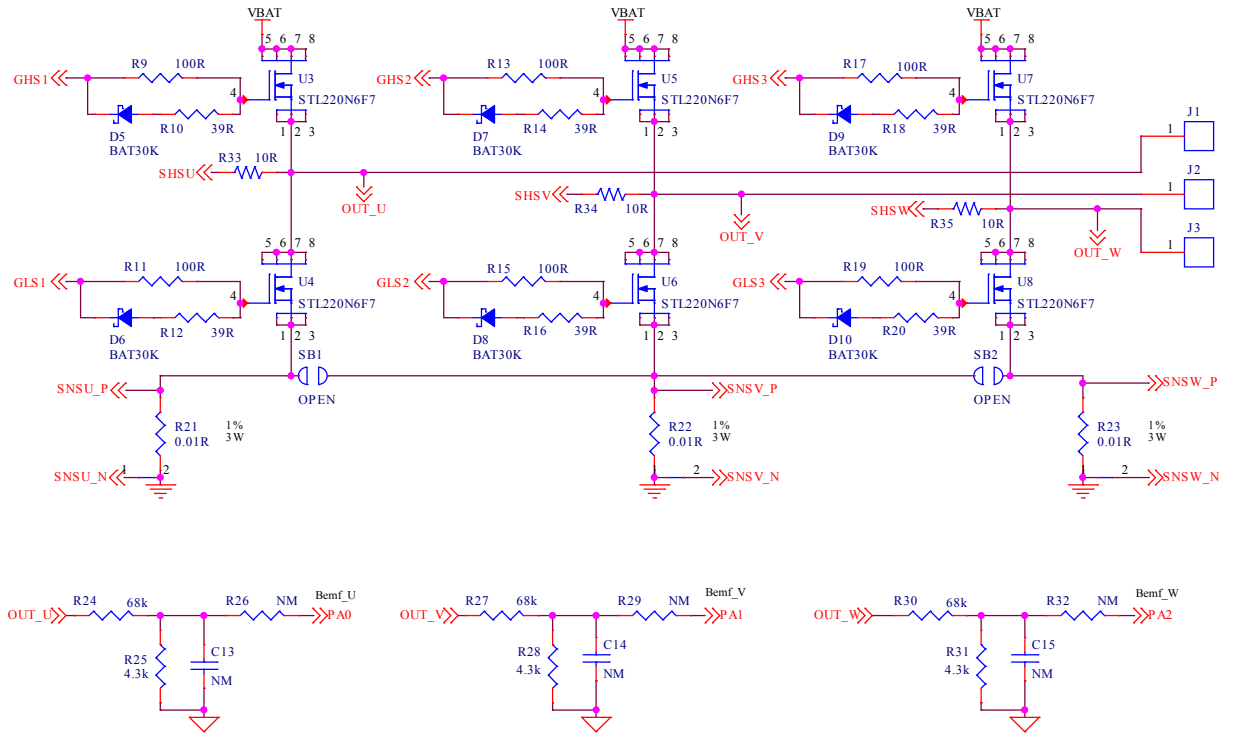 VBAT VBAT VBAT
5 6 7 8 5 6 7 8 5 6 7 8
GHS1 R9 100R U3 GHS2 R13 100R U5 GHS3 R17 100R U7
4 STL220N6F7 4 STL220N6F7 4 STL220N6F7
D5 R10 39R D7 R14 39R D9 R18 39R
BAT30K BAT30K BAT30K
1 2 3 1 2 3 1 2 3
J1
1
R33 10R
SHSU
OUT_U
J2
1
SHSV
R34 10R
OUT_V
SHSW
R35 10R
OUT_W
J3
1
5 6 7 8 5 6 7 8 5 6 7 8
GLS1 R11 100R U4 GLS2 R15 100R U6 GLS3 R19 100R U8
4 STL220N6F7 4 STL220N6F7 4 STL220N6F7
D6 R12 39R D8 R16 39R D10 R20 39R
BAT30K BAT30K BAT30K
1 2 3 1 2 3 1 2 3
SB1 SB2
OPEN OPEN
SNSU_P SNSV_P SNSW_P
R21 1% R22 1% R23 1%
0.01R 3W 0.01R 3W 0.01R 3W
SNSU_N 1 2 1 2 SNSV_N 1 2 SNSW_N
Bemf_U Bemf_V Bemf_W
OUT_U R24 68k R26 NM PA0 OUT_V R27 68k R29 NM PA1 OUT_W R30 68k R32 NM PA2
R25 C13 R28 C14 R31 C15
4.3k NM 4.3k NM 4.3k NM